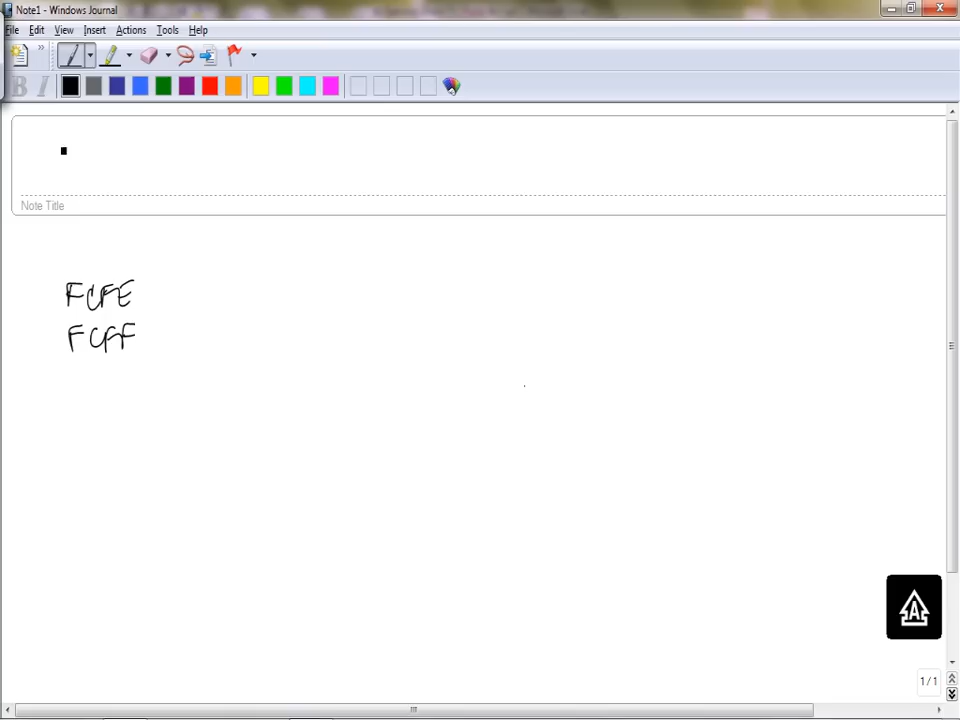 Note1 - Windows Journal
File Edit View Insert Actions Tools Help
B I
Note Title
FCFE
FCFF
A
1/1